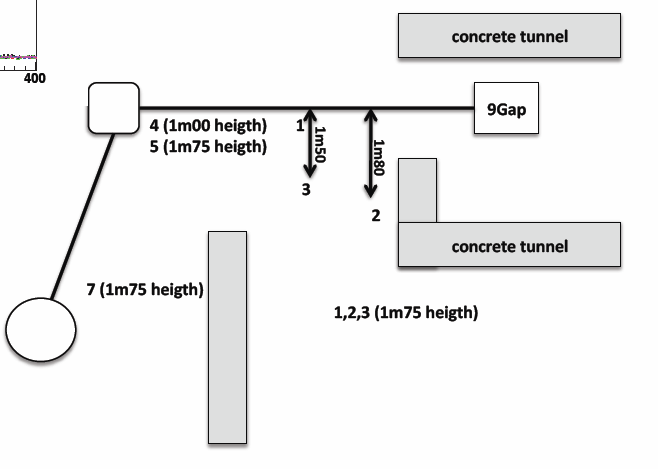 concrete tunnel
400
9Gap
4 (1m00 heigth)
5 (1m75 heigth)
1
1m50
1m80
3
2
concrete tunnel
7 (1m75 heigth)
1,2,3 (1m75 heigth)